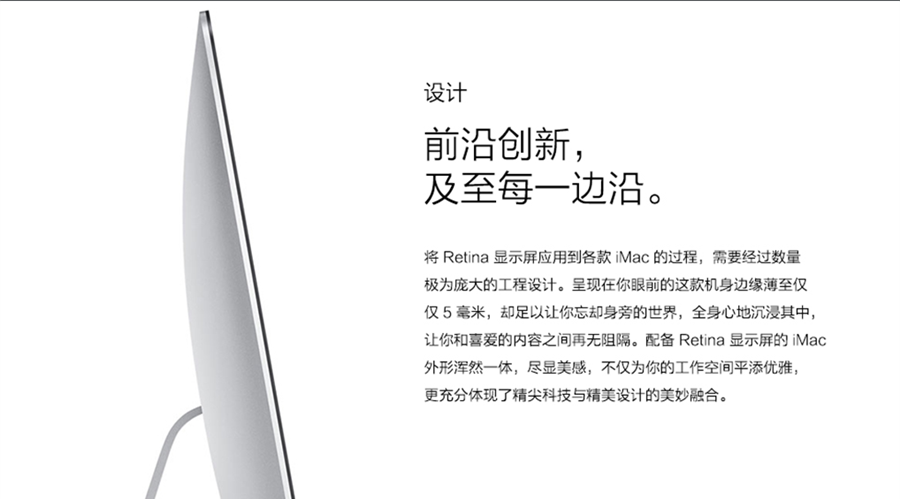 设计
前沿创新，
及至每一边沿。
将 Retina 显示屏应用到各款 iMac 的过程，需要经过数量
极为庞大的工程设计。呈现在你眼前的这款机身边缘薄至仅
仅 5 毫米，却足以让你忘却身旁的世界，全身心地沉浸其中，
让你和喜爱的内容之间再无阻隔。配备 Retina 显示屏的 iMac
外形浑然一体，尽显美感，不仅为你的工作空间平添优雅，
更充分体现了精尖科技与精美设计的美妙融合。